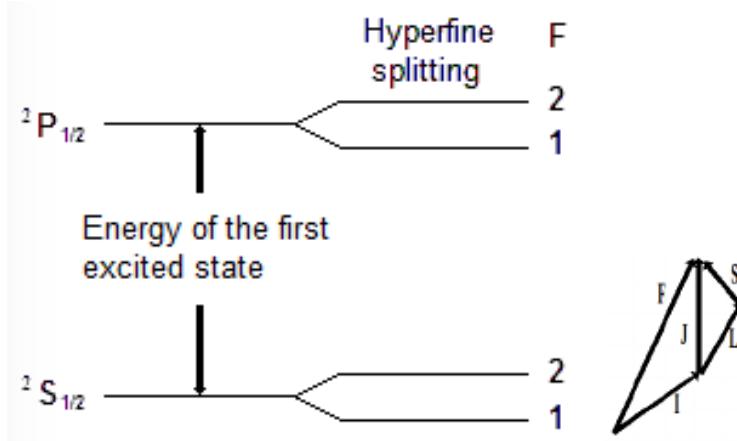 Hyperfine splitting F
2
²P₁/₂
1
Energy of the first
excited state
S
F
J
L
2
I
²S₁/₂
1